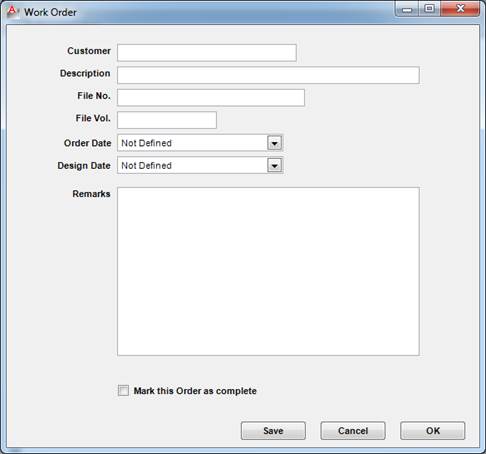 Work Order
Customer
Description
File No.
File Vol.
Order Date Not Defined
Design Date Not Defined
Remarks
Mark this Order as complete
Save Cancel OK